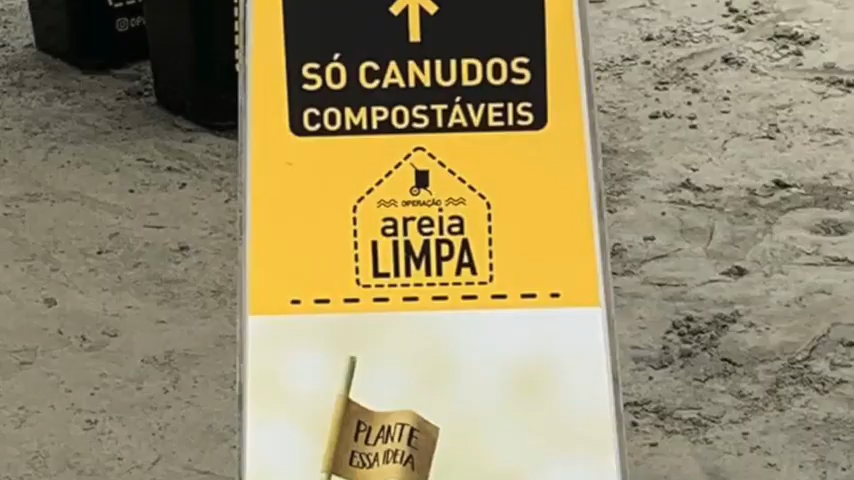 SÓ CANUDOS
COMPOSTÁVEIS
OPERAÇÃO
areia
LIMPA
PLANTE
ESSA IDEIA